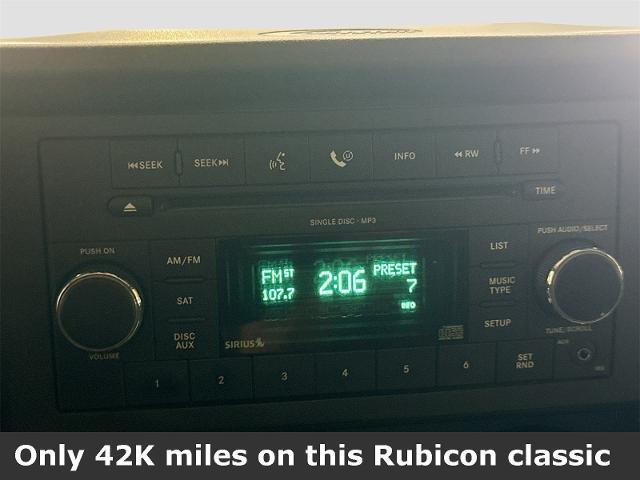 ⏮SEEK SEEK⏭ INFO ◀◀ RW FF ▶▶
TIME
SINGLE DISC - MP3
PUSH ON
PUSH AUDIO/SELECT
AM/FM
LIST
FM ST 2:06 PRESET
107.7 7
SAT
MUSIC
TYPE
DISC
AUX
SIRIUS
SETUP
VOLUME
TUNE/SCROLL
AUX
1 2 3 4 5 6 SET
RND
Only 42K miles on this Rubicon classic